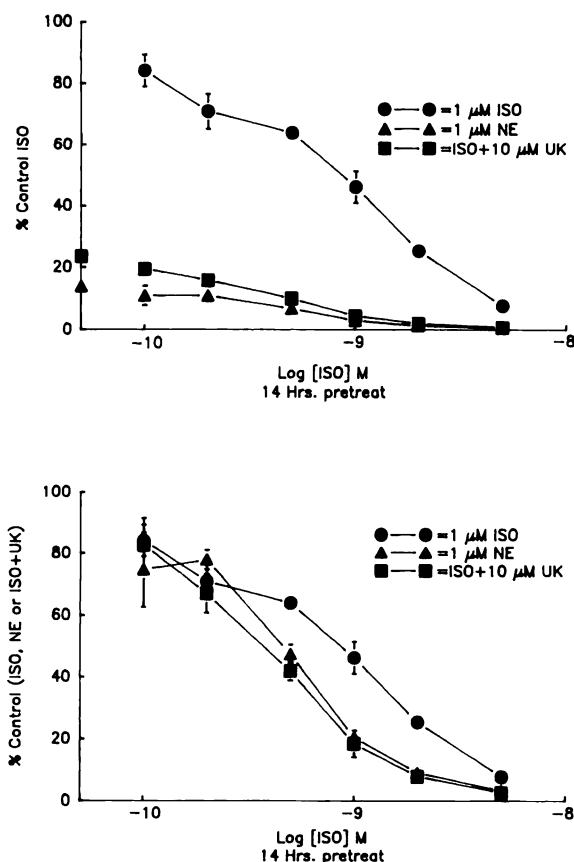 100
80
60
40
20
0
% Control ISO
●—●=1 μM ISO
▲—▲=1 μM NE
■—■=ISO+10 μM UK
-10
-9
-8
Log [ISO] M
14 Hrs. pretreat
100
80
60
40
20
0
% Control (ISO, NE or ISO+UK)
●—●=1 μM ISO
▲—▲=1 μM NE
■—■=ISO+10 μM UK
-10
-9
-8
Log [ISO] M
14 Hrs. pretreat